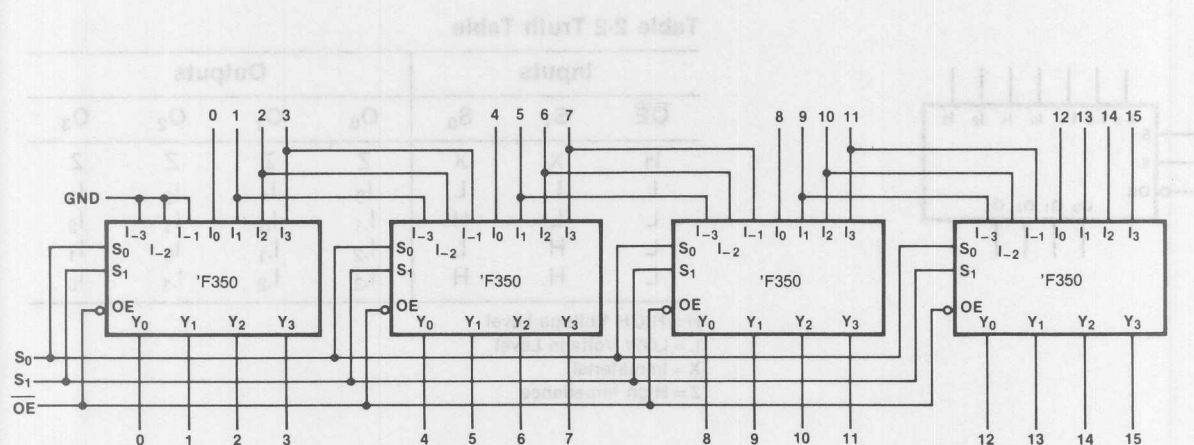 0 1 2 3 4 5 6 7 8 9 10 11 12 13 14 15
GND
I-3 I-1 I0 I1 I2 I3
S0 I-2
S1 'F350
OE
Y0 Y1 Y2 Y3
I-3 I-1 I0 I1 I2 I3
S0 I-2
S1 'F350
OE
Y0 Y1 Y2 Y3
I-3 I-1 I0 I1 I2 I3
S0 I-2
S1 'F350
OE
Y0 Y1 Y2 Y3
I-3 I-1 I0 I1 I2 I3
S0 I-2
S1 'F350
OE
Y0 Y1 Y2 Y3
S0
S1
OE
0 1 2 3 4 5 6 7 8 9 10 11 12 13 14 15